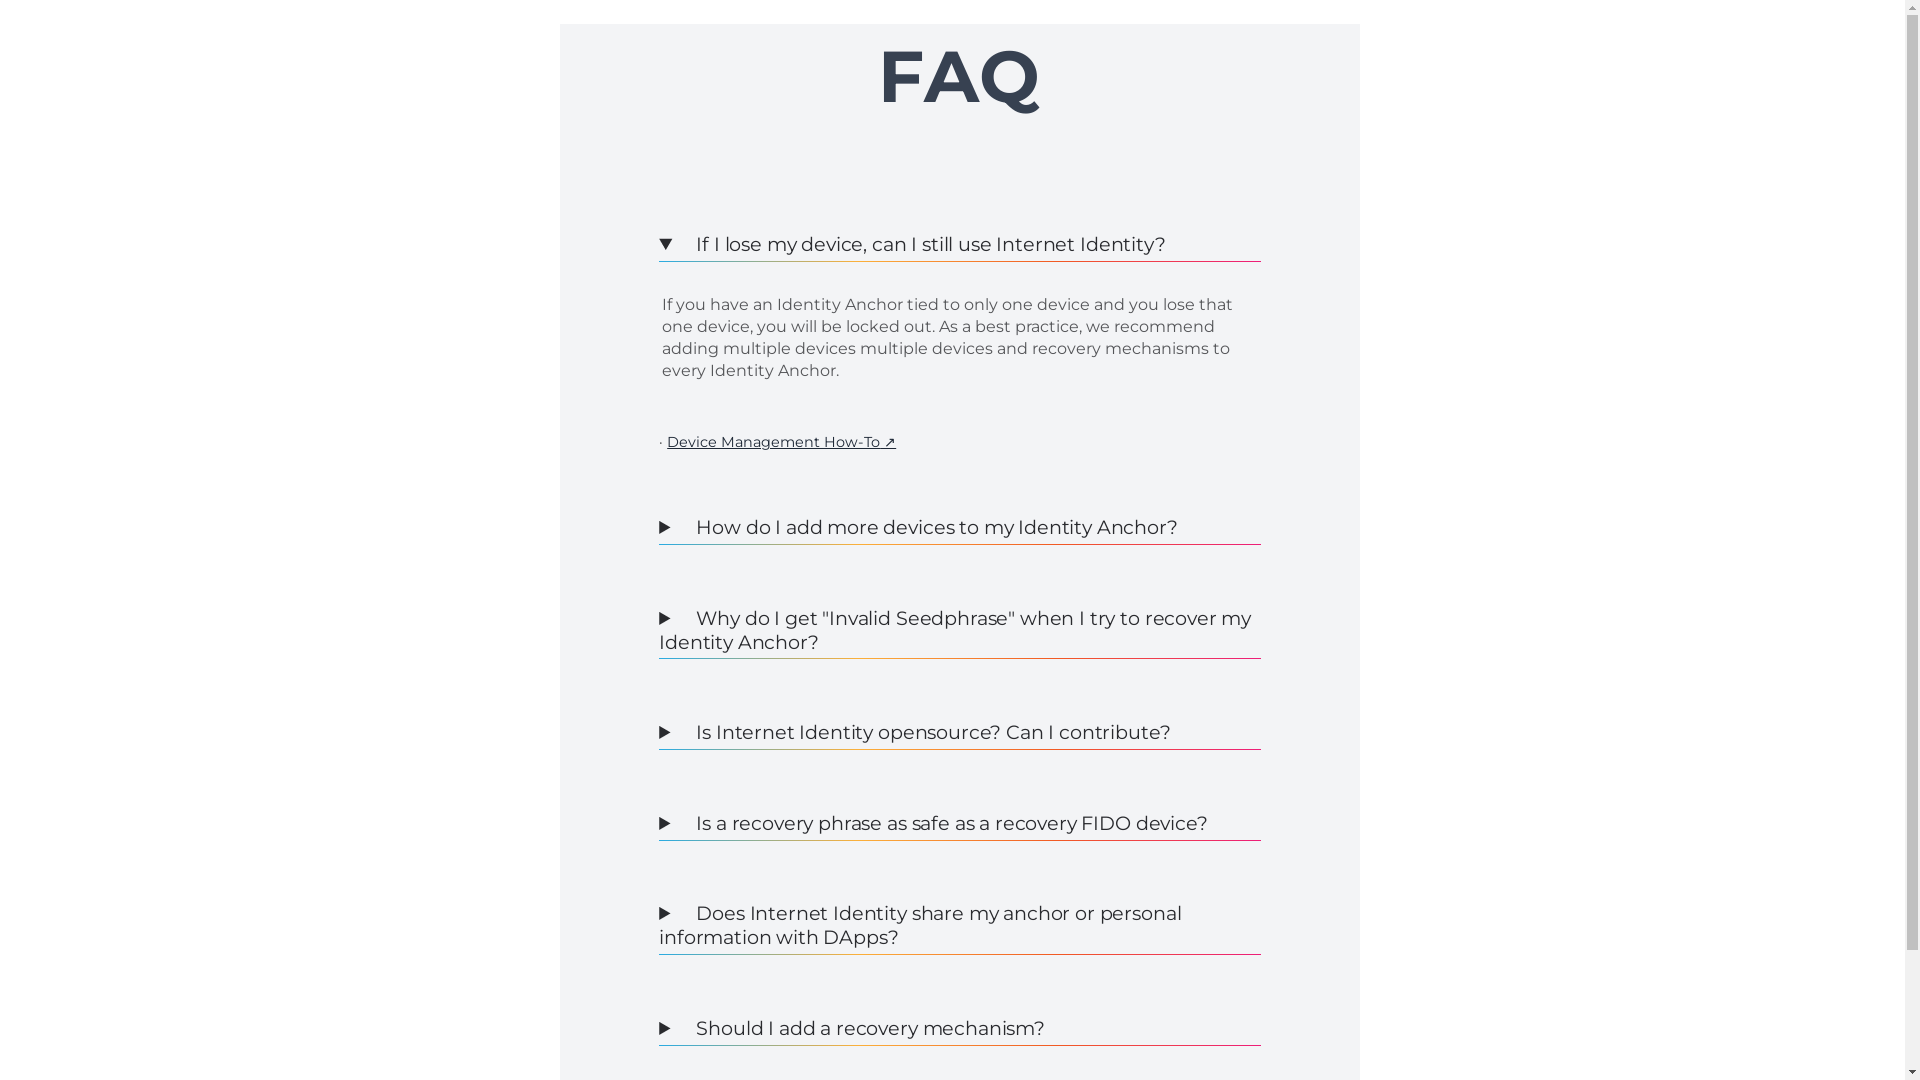 FAQ
If I lose my device, can I still use Internet Identity?
If you have an Identity Anchor tied to only one device and you lose that
one device, you will be locked out. As a best practice, we recommend
adding multiple devices multiple devices and recovery mechanisms to
every Identity Anchor.
· Device Management How-To ↗
How do I add more devices to my Identity Anchor?
Why do I get "Invalid Seedphrase" when I try to recover my
Identity Anchor?
Is Internet Identity opensource? Can I contribute?
Is a recovery phrase as safe as a recovery FIDO device?
Does Internet Identity share my anchor or personal
information with DApps?
Should I add a recovery mechanism?